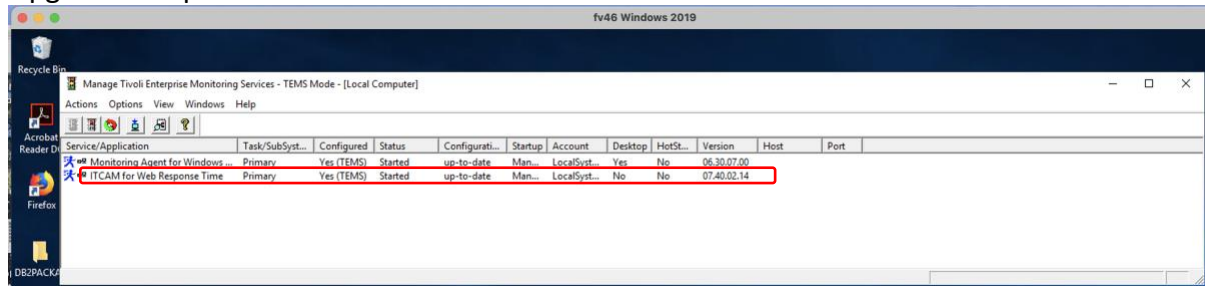 fv46 Windows 2019
Recycle Bin
Manage Tivoli Enterprise Monitoring Services - TEMS Mode - [Local Computer]
Actions Options View Windows Help
Acrobat
Reader D
Service/Application Task/SubSyst... Configured Status Configurati... Startup Account Desktop HotSt... Version Host Port
Monitoring Agent for Windows ... Primary Yes (TEMS) Started up-to-date Man... LocalSyst... Yes No 06.30.07.00
ITCAM for Web Response Time Primary Yes (TEMS) Started up-to-date Man... LocalSyst... No No 07.40.02.14
Firefox
DB2PACKA